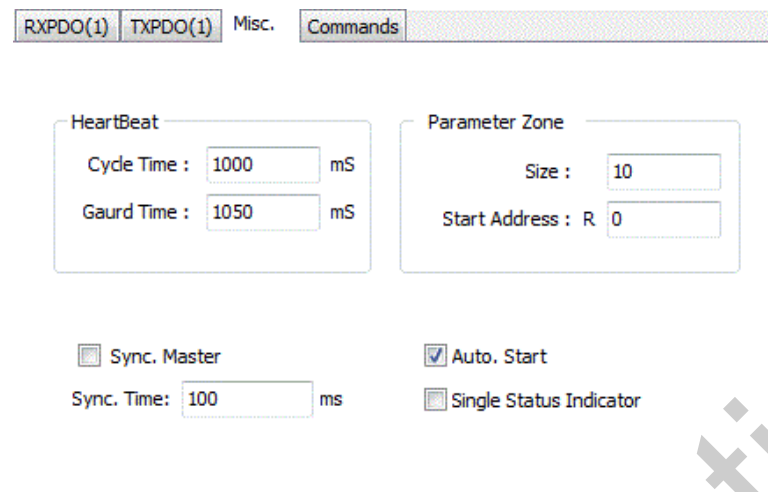 RXPDO(1) TXPDO(1) Misc. Commands
HeartBeat
Cycle Time : 1000 mS
Gaurd Time : 1050 mS
Parameter Zone
Size : 10
Start Address : R 0
Sync. Master
Sync. Time: 100 ms
Auto. Start
Single Status Indicator